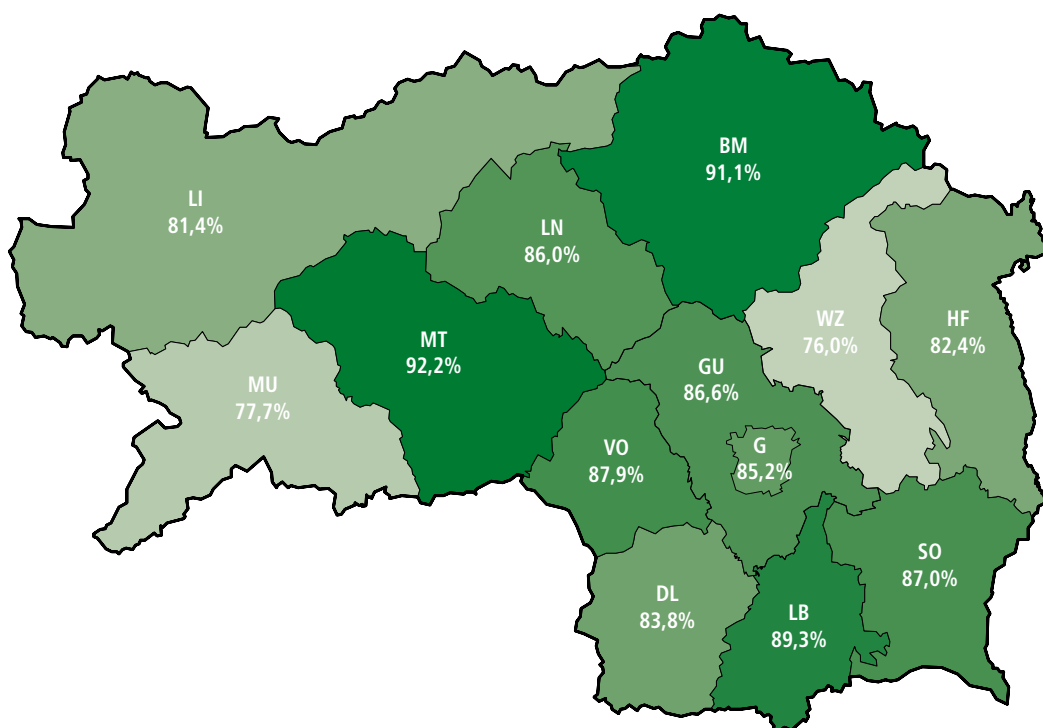 BM
91,1%
LI
81,4%
LN
86,0%
WZ
76,0%
HF
82,4%
MT
92,2%
GU
86,6%
MU
77,7%
G
85,2%
VO
87,9%
SO
87,0%
DL
83,8%
LB
89,3%